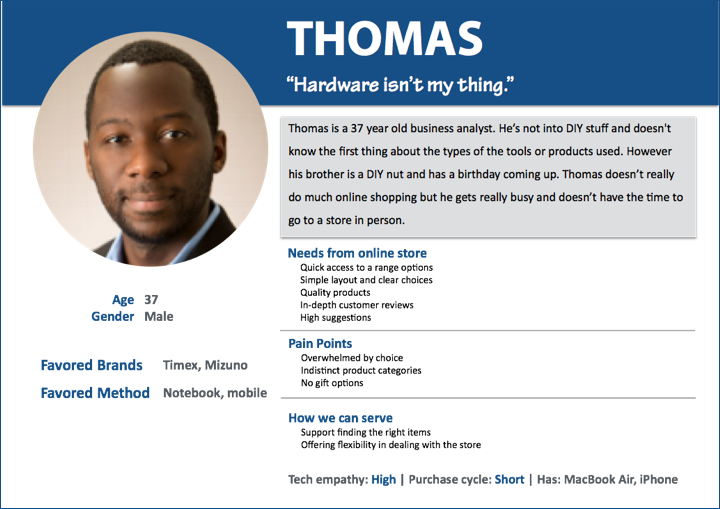 THOMAS
“Hardware isn’t my thing.”
Thomas is a 37 year old business analyst. He’s not into DIY stuff and doesn't
know the first thing about the types of the tools or products used. However
his brother is a DIY nut and has a birthday coming up. Thomas doesn’t really
do much online shopping but he gets really busy and doesn’t have the time to
go to a store in person.
Age 37
Gender Male
Favored Brands Timex, Mizuno
Favored Method Notebook, mobile
Needs from online store
Quick access to a range options
Simple layout and clear choices
Quality products
In-depth customer reviews
High suggestions
Pain Points
Overwhelmed by choice
Indistinct product categories
No gift options
How we can serve
Support finding the right items
Offering flexibility in dealing with the store
Tech empathy: High | Purchase cycle: Short | Has: MacBook Air, iPhone